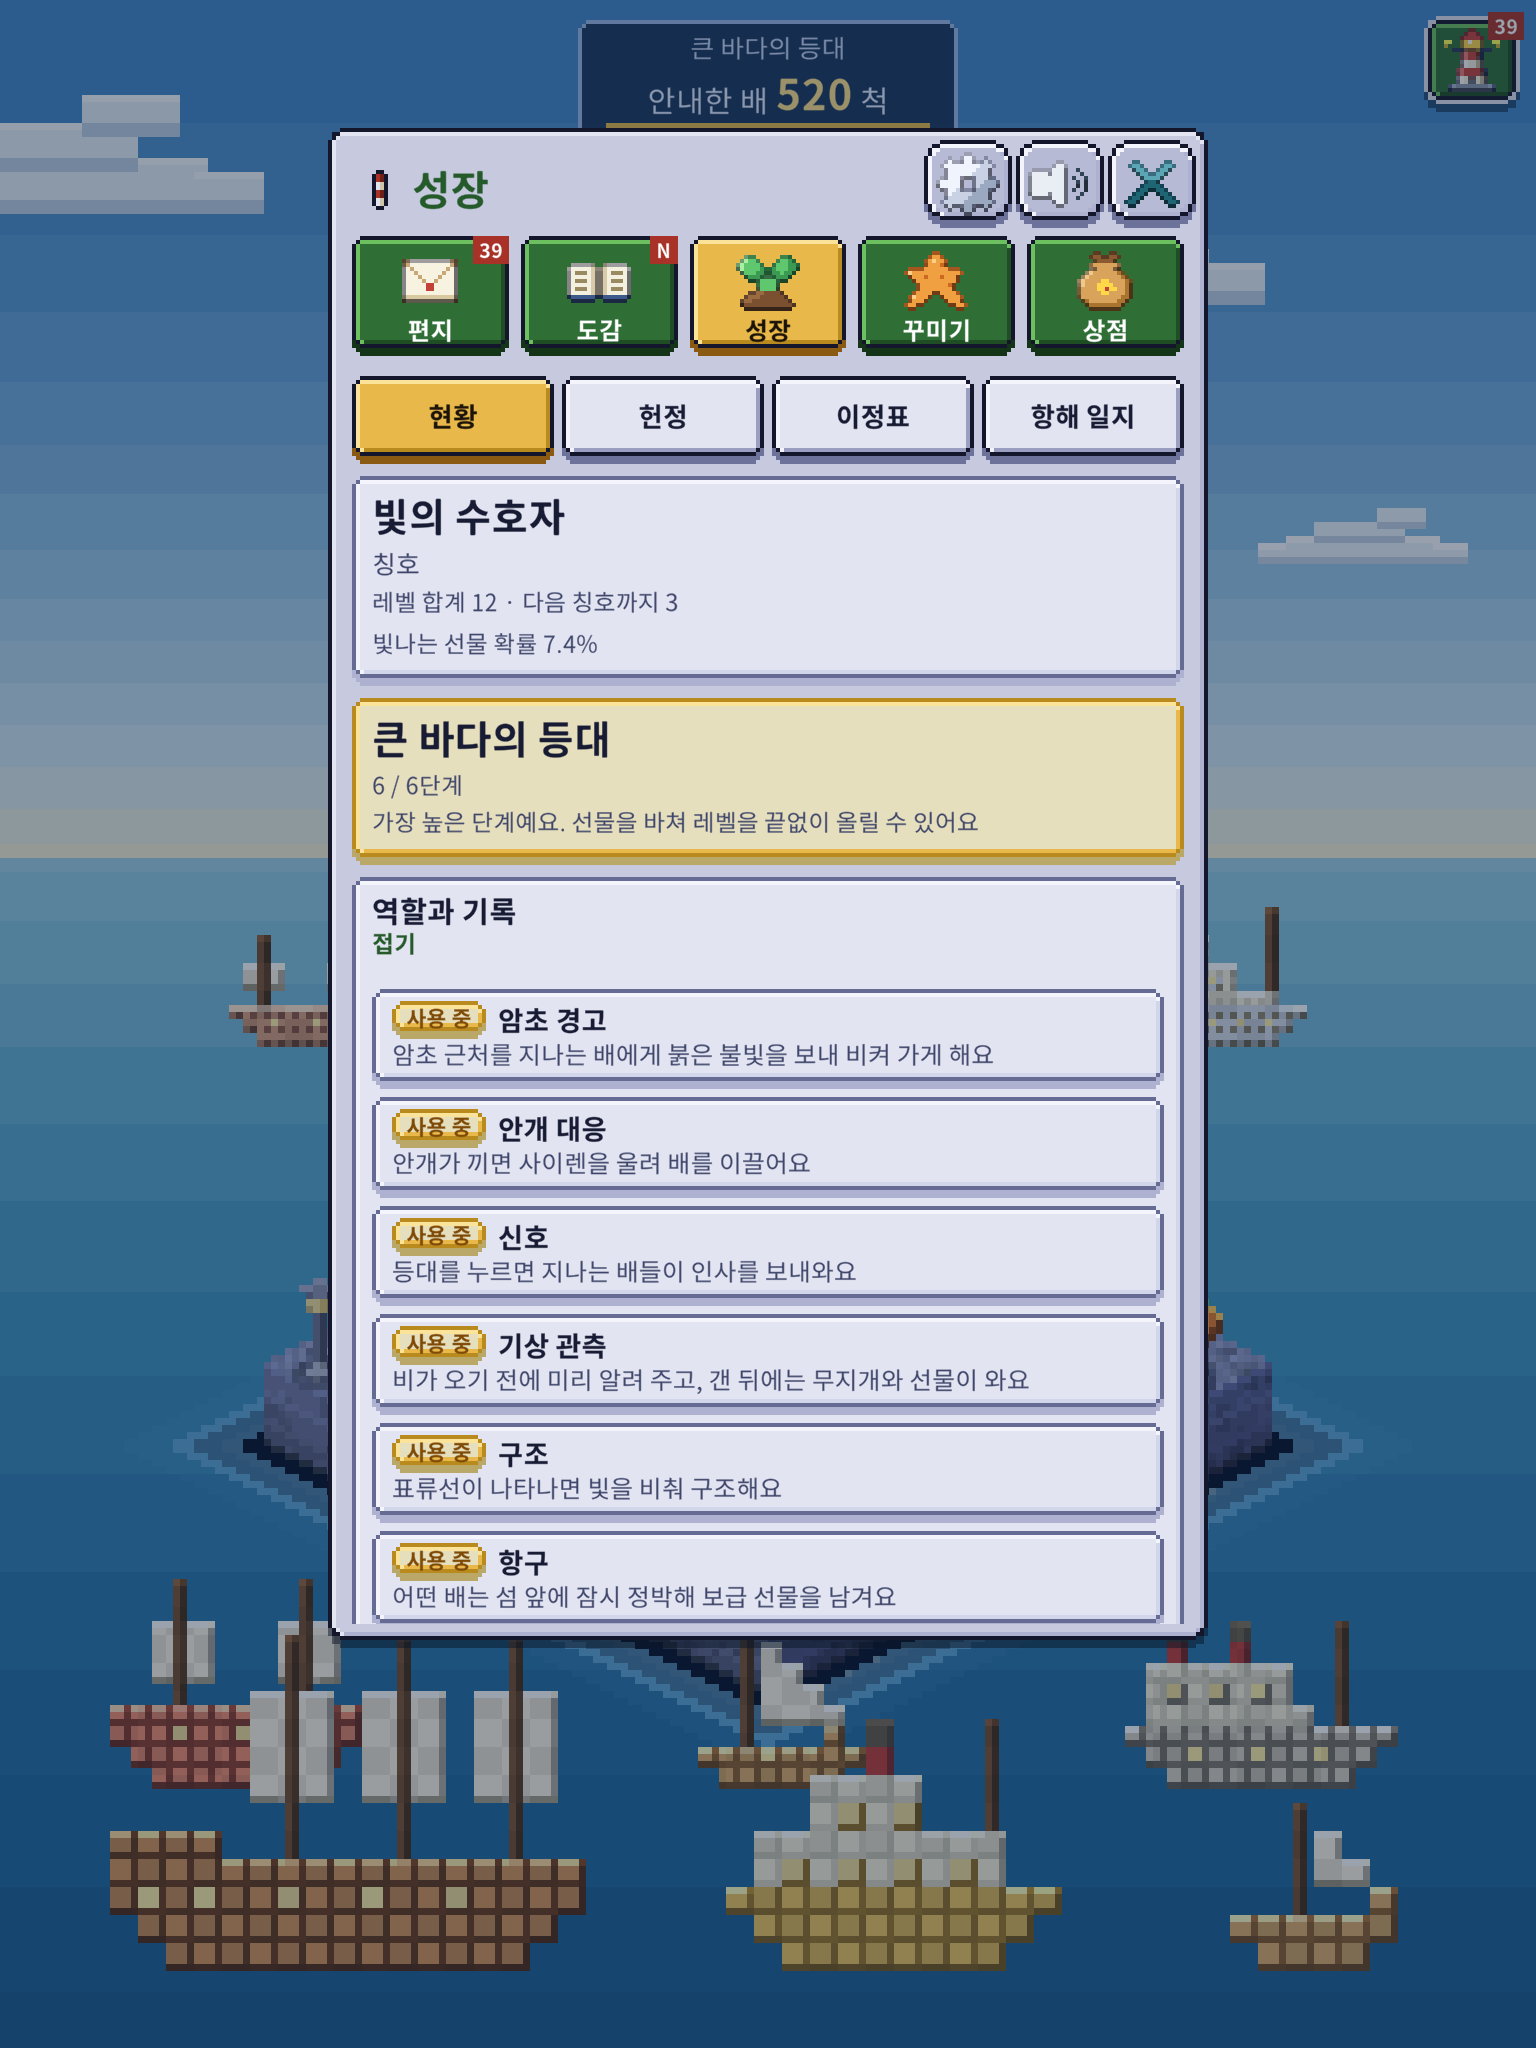 큰 바다의 등대
안내한 배 520 척
39
성장
39
N
편지
도감
성장
꾸미기
상점
현황
헌정
이정표
항해 일지
빛의 수호자
칭호
레벨 합계 12 · 다음 칭호까지 3
빛나는 선물 확률 7.4%
큰 바다의 등대
6 / 6단계
가장 높은 단계예요. 선물을 바쳐 레벨을 끝없이 올릴 수 있어요
역할과 기록
접기
사용 중 암초 경고
암초 근처를 지나는 배에게 붉은 불빛을 보내 비켜 가게 해요
사용 중 안개 대응
안개가 끼면 사이렌을 울려 배를 이끌어요
사용 중 신호
등대를 누르면 지나는 배들이 인사를 보내와요
사용 중 기상 관측
비가 오기 전에 미리 알려 주고, 갠 뒤에는 무지개와 선물이 와요
사용 중 구조
표류선이 나타나면 빛을 비춰 구조해요
사용 중 항구
어떤 배는 섬 앞에 잠시 정박해 보급 선물을 남겨요